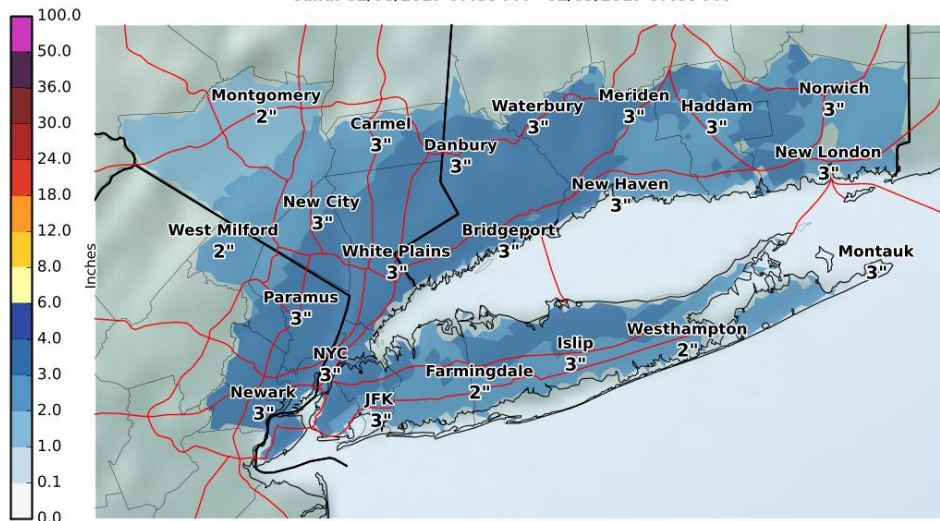 100.0
50.0
36.0
30.0
24.0
18.0
12.0
8.0
6.0
4.0
3.0
2.0
1.0
0.1
0.0
Inches
Montgomery
2"
Carmel
3"
Danbury
3"
Waterbury
3"
Meriden
3"
Haddam
3"
Norwich
3"
New London
3"
New Haven
3"
New City
3"
West Milford
2"
White Plains
3"
Bridgeport
3"
Montauk
3"
Paramus
3"
NYC
3"
Newark
3"
JFK
3"
Farmingdale
2"
Islip
3"
Westhampton
2"